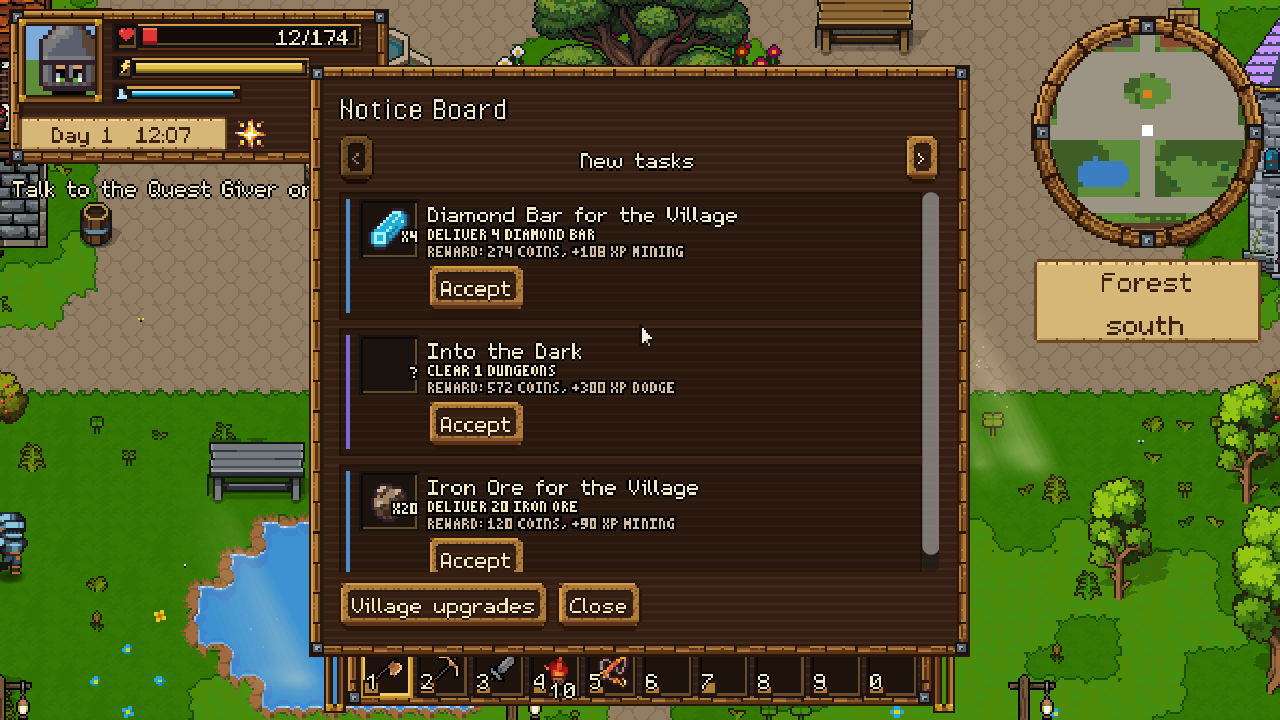 12/174
Day 1 12:07
Talk to the Quest Giver or
Notice Board
<
New tasks
>
X4
Diamond Bar for the Village
DELIVER 4 DIAMOND BAR
REWARD: 274 COINS, +108 XP MINING
Accept
?
Into the Dark
CLEAR 1 DUNGEONS
REWARD: 572 COINS, +300 XP DODGE
Accept
X20
Iron Ore for the Village
DELIVER 20 IRON ORE
REWARD: 120 COINS, +90 XP MINING
Accept
Village upgrades
Close
Forest
south
1 2 3 4 10 5 6 7 8 9 0